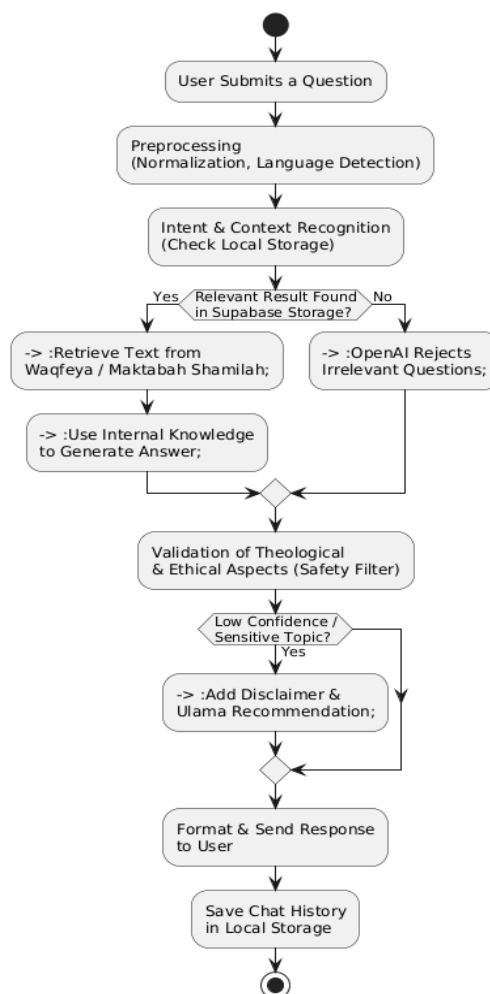 User Submits a Question
Preprocessing
(Normalization, Language Detection)
Intent & Context Recognition
(Check Local Storage)
Yes
Relevant Result Found
in Supabase Storage?
No
-> :Retrieve Text from
Waqfeya / Maktabah Shamilah;
-> :OpenAI Rejects
Irrelevant Questions;
-> :Use Internal Knowledge
to Generate Answer;
Validation of Theological
& Ethical Aspects (Safety Filter)
Low Confidence /
Sensitive Topic?
Yes
-> :Add Disclaimer &
Ulama Recommendation;
Format & Send Response
to User
Save Chat History
in Local Storage